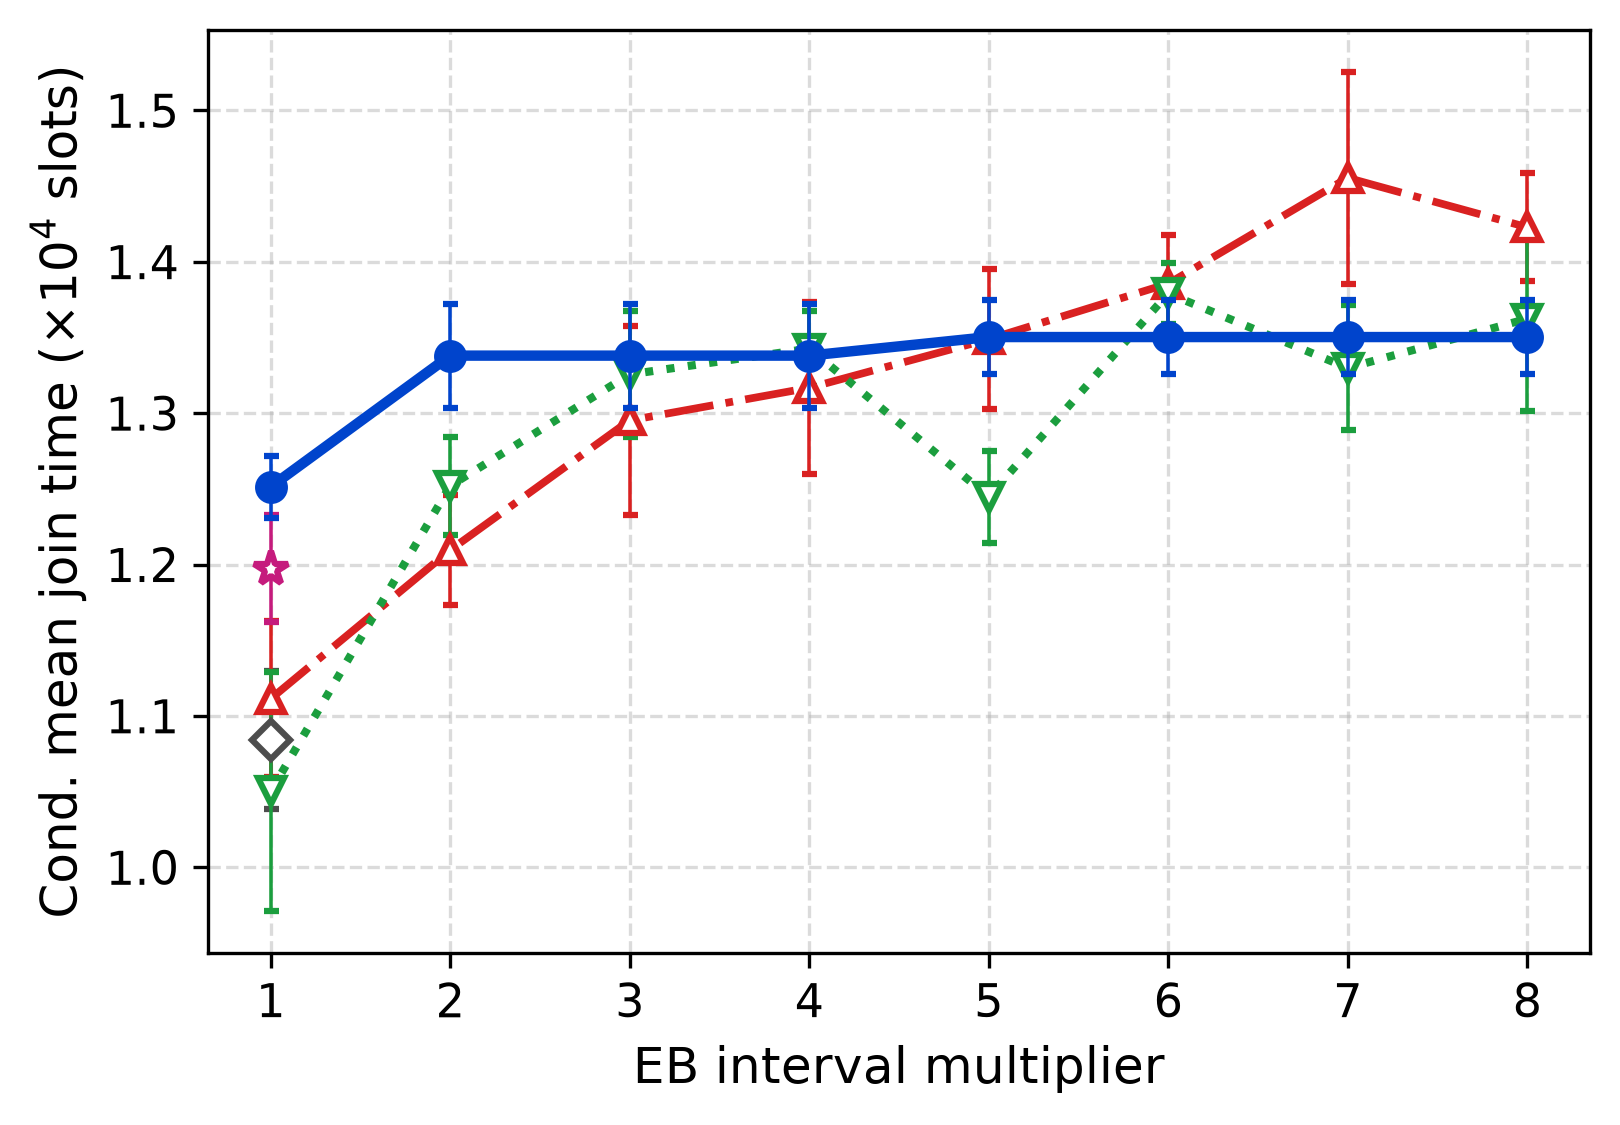 Cond. mean join time (×10⁴ slots)
1.5
1.4
1.3
1.2
1.1
1.0
1 2 3 4 5 6 7 8
EB interval multiplier